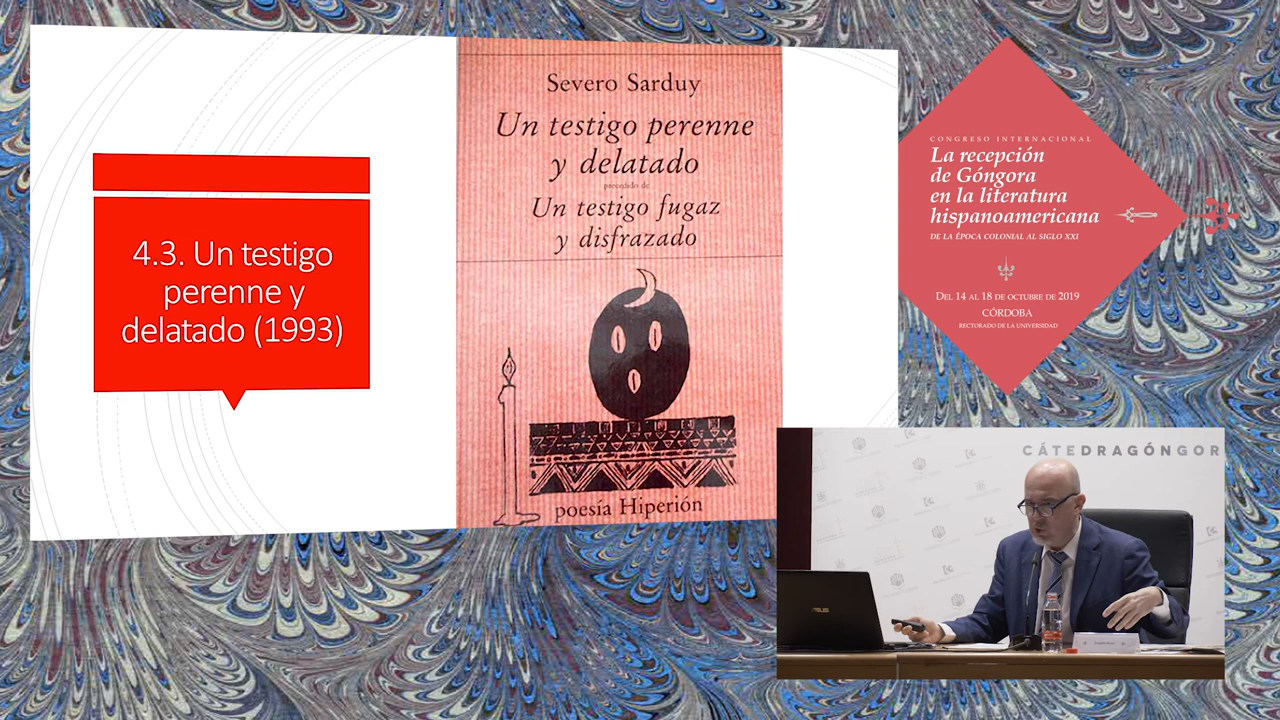 4.3. Un testigo
perenne y
delatado (1993)
Severo Sarduy
Un testigo perenne
y delatado
precedido de
Un testigo fugaz
y disfrazado
poesía Hiperión
CONGRESO INTERNACIONAL
La recepción
de Góngora
en la literatura
hispanoamericana
DE LA ÉPOCA COLONIAL AL SIGLO XXI
DEL 14 AL 18 DE OCTUBRE DE 2019
CÓRDOBA
RECTORADO DE LA UNIVERSIDAD
CÁTEDRAGÓNGOR
ASUS